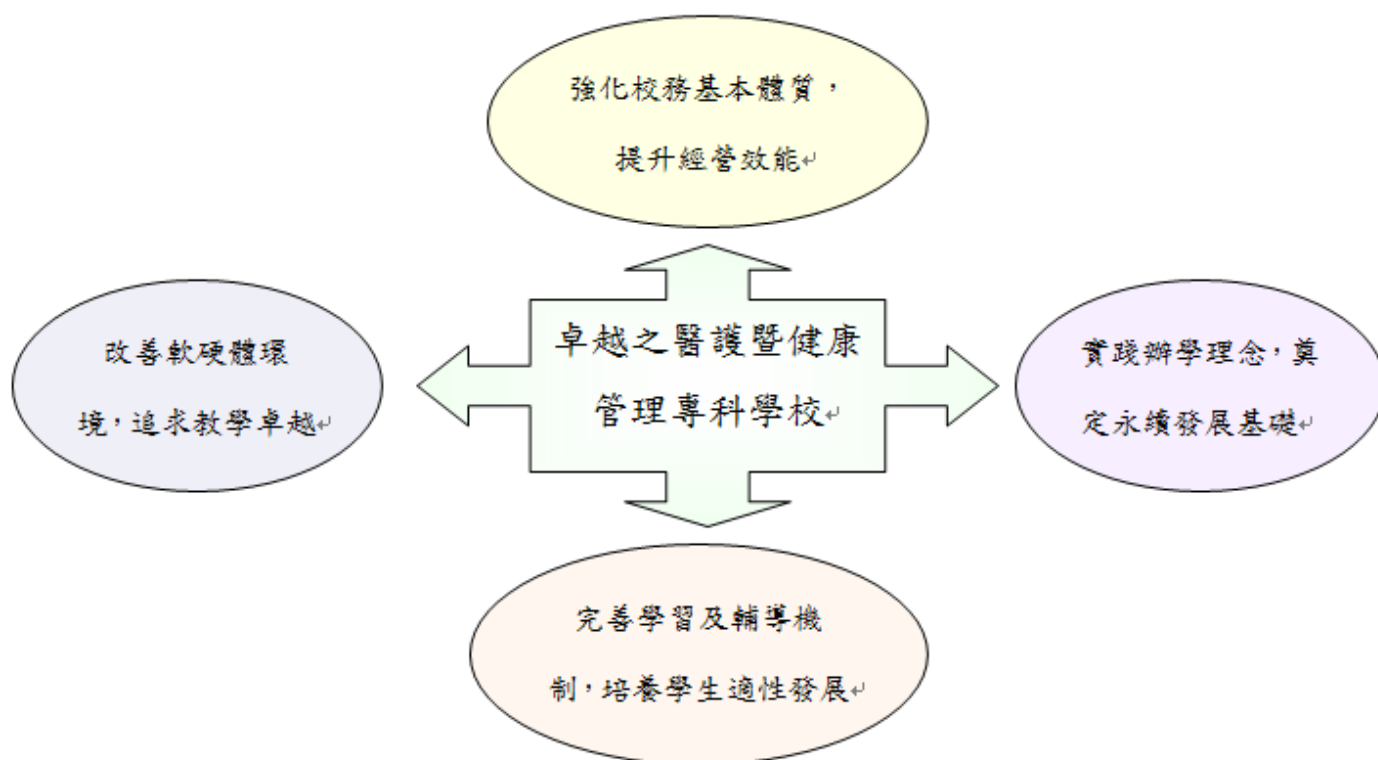 強化校務基本體質，
提升經營效能↵
卓越之醫護暨健康
管理專科學校↵
改善軟硬體環
境，追求教學卓越↵
實踐辦學理念，奠
定永續發展基礎↵
完善學習及輔導機
制，培養學生適性發展↵